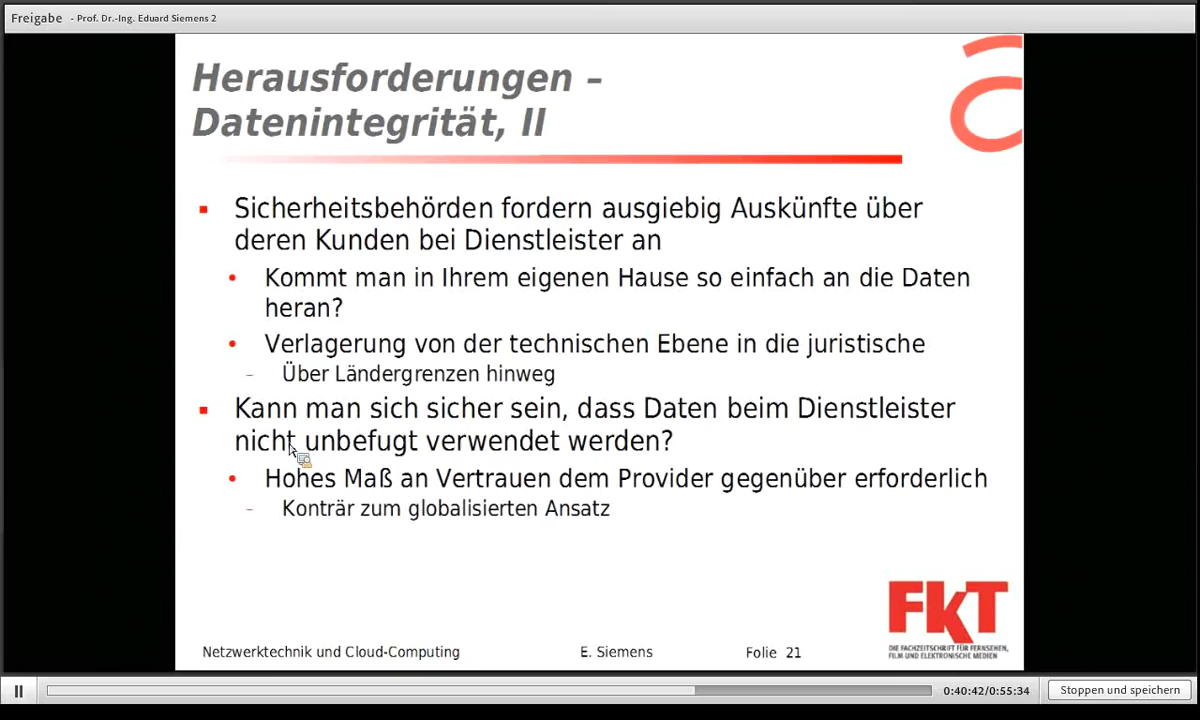 Freigabe - Prof. Dr.-Ing. Eduard Siemens 2
Herausforderungen –
Datenintegrität, II
Sicherheitsbehörden fordern ausgiebig Auskünfte über
deren Kunden bei Dienstleister an
Kommt man in Ihrem eigenen Hause so einfach an die Daten
heran?
Verlagerung von der technischen Ebene in die juristische
– Über Ländergrenzen hinweg
Kann man sich sicher sein, dass Daten beim Dienstleister
nicht unbefugt verwendet werden?
Hohes Maß an Vertrauen dem Provider gegenüber erforderlich
– Konträr zum globalisierten Ansatz
FKT
DIE FACHZEITSCHRIFT FÜR FERNSEHEN,
FILM UND ELEKTRONISCHE MEDIEN
Netzwerktechnik und Cloud-Computing E. Siemens Folie 21
0:40:42/0:55:34 Stoppen und speichern